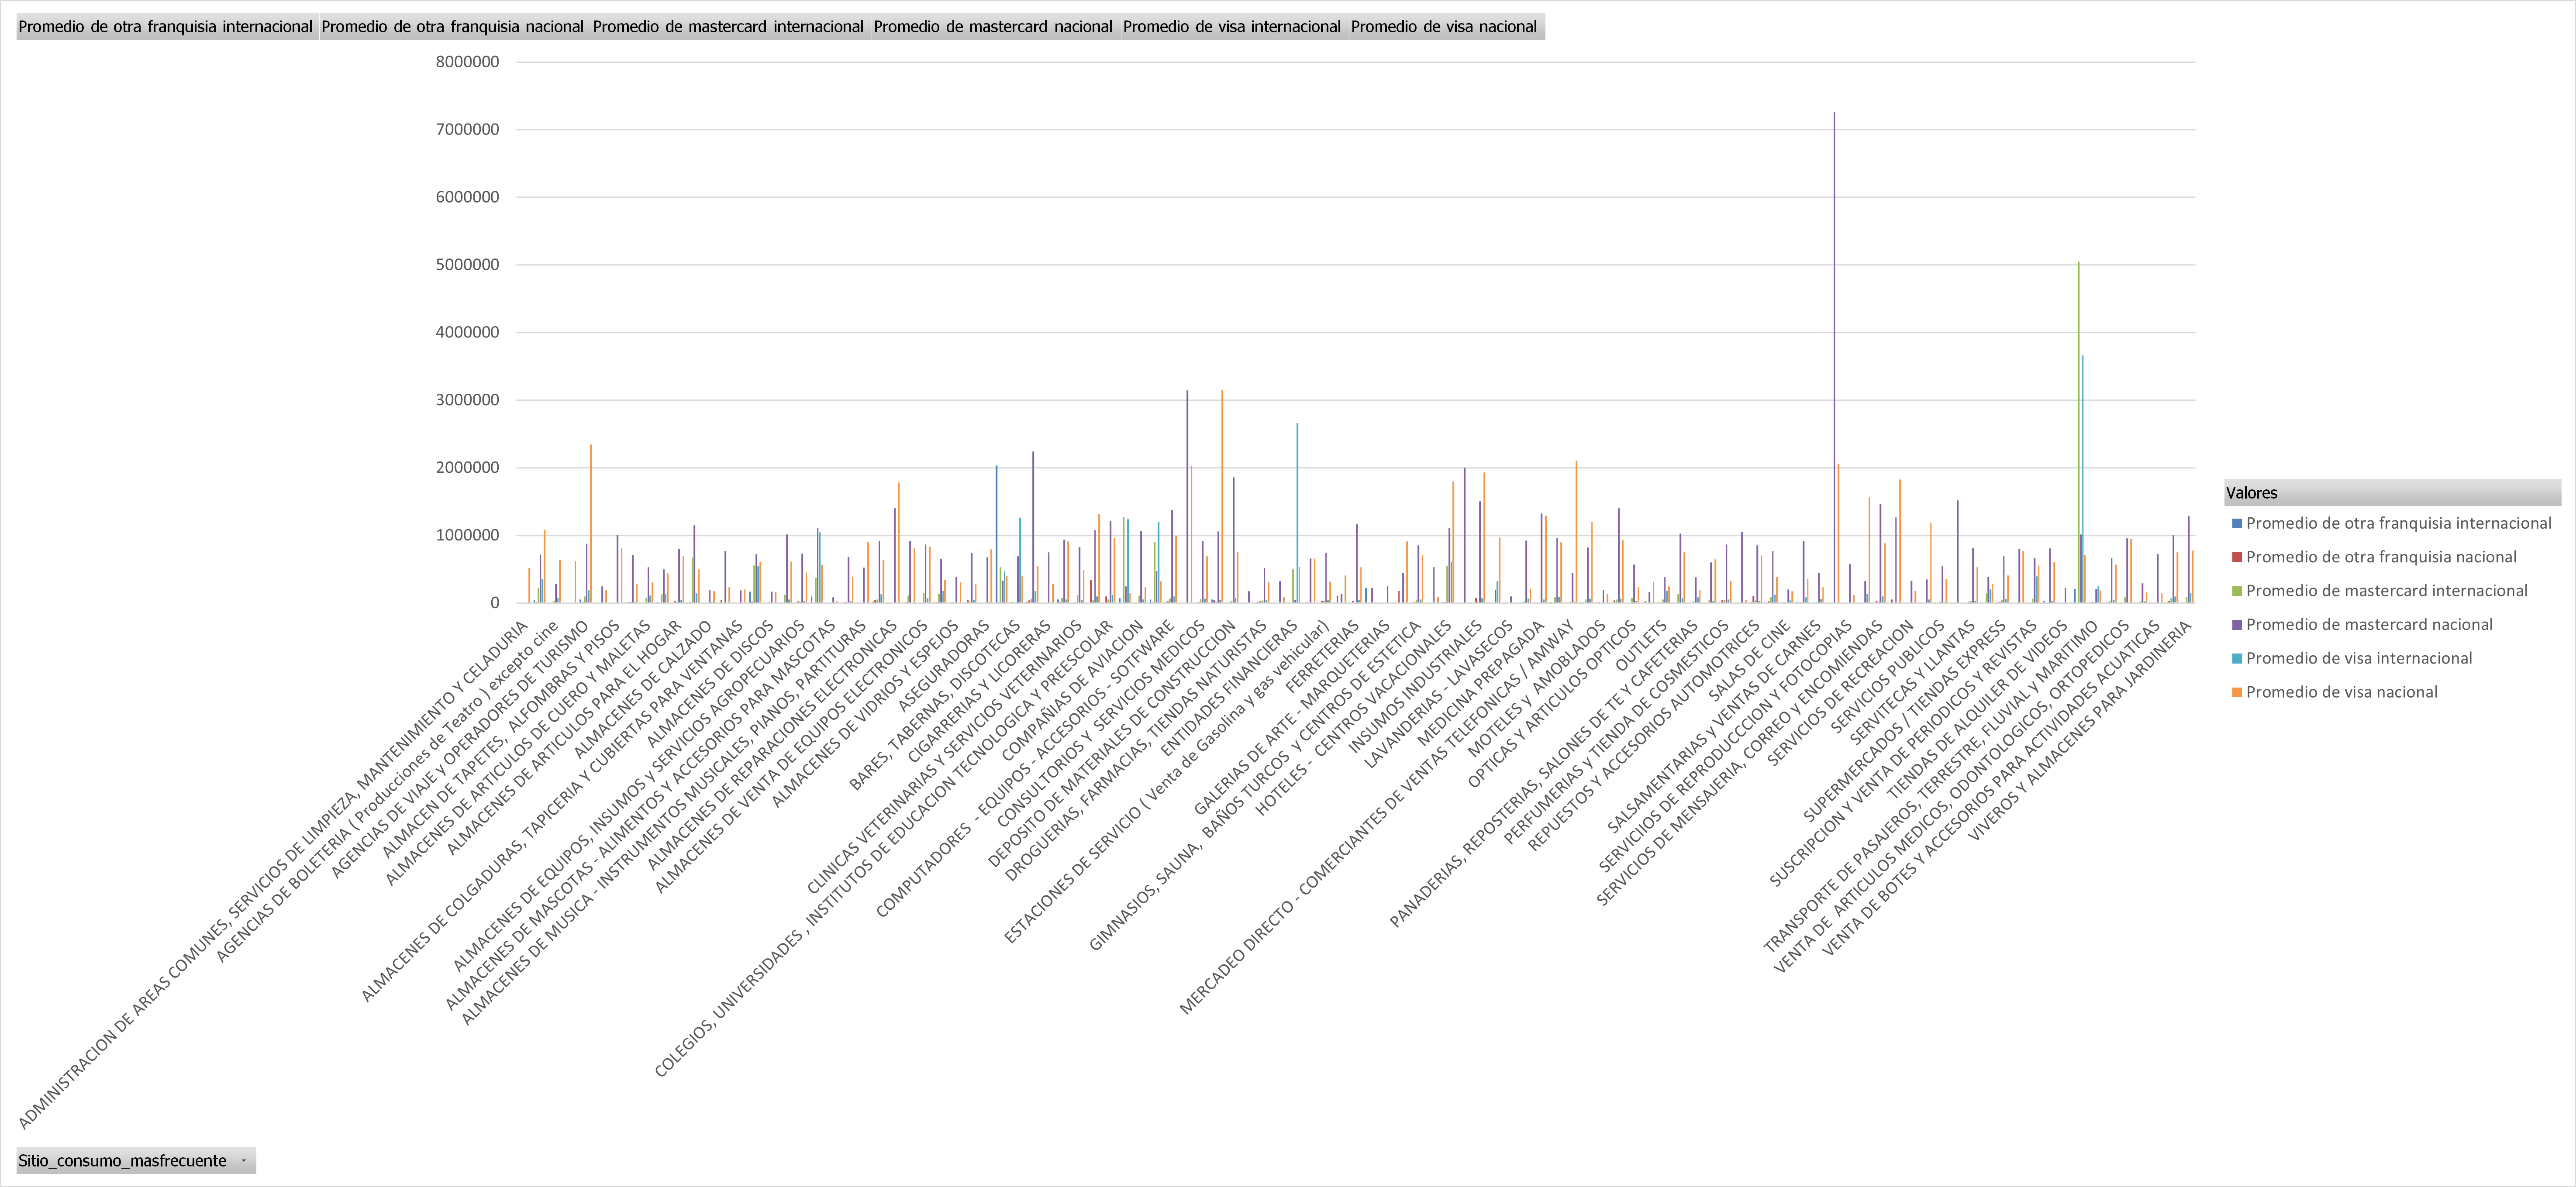 Promedio de otra franquisia internacional Promedio de otra franquisia nacional Promedio de mastercard internacional Promedio de mastercard nacional Promedio de visa internacional Promedio de visa nacional
8000000
7000000
6000000
5000000
4000000
3000000
2000000
1000000
0
ADMINISTRACION DE AREAS COMUNES, SERVICIOS DE LIMPIEZA, MANTENIMIENTO Y CELADURIA
AGENCIAS DE BOLETERIA ( Producciones de Teatro ) excepto cine
AGENCIAS DE VIAJE Y OPERADORES DE TURISMO
ALMACEN DE TAPETES, ALFOMBRAS Y PISOS
ALMACENES DE ARTICULOS DE CUERO Y MALETAS
ALMACENES DE ARTICULOS PARA EL HOGAR
ALMACENES DE CALZADO
ALMACENES DE COLGADURAS, TAPICERIA Y CUBIERTAS PARA VENTANAS
ALMACENES DE DISCOS
ALMACENES DE EQUIPOS, INSUMOS Y SERVICIOS AGROPECUARIOS
ALMACENES DE MASCOTAS - ALIMENTOS Y ACCESORIOS PARA MASCOTAS
ALMACENES DE MUSICA - INSTRUMENTOS MUSICALES, PIANOS, PARTITURAS
ALMACENES DE REPARACIONES ELECTRONICAS
ALMACENES DE VENTA DE EQUIPOS ELECTRONICOS
ALMACENES DE VIDRIOS Y ESPEJOS
ASEGURADORAS
BARES, TABERNAS, DISCOTECAS
CIGARRERIAS Y LICORERAS
CLINICAS VETERINARIAS Y SERVICIOS VETERINARIOS
COLEGIOS, UNIVERSIDADES , INSTITUTOS DE EDUCACION TECNOLOGICA Y PREESCOLAR
COMPAÑIAS DE AVIACION
COMPUTADORES  - EQUIPOS - ACCESORIOS - SOTFWARE
CONSULTORIOS Y SERVICIOS MEDICOS
DEPOSITO DE MATERIALES DE CONSTRUCCION
DROGUERIAS, FARMACIAS, TIENDAS NATURISTAS
ENTIDADES FINANCIERAS
ESTACIONES DE SERVICIO ( Venta de Gasolina y gas vehicular)
FERRETERIAS
GALERIAS DE ARTE - MARQUETERIAS
GIMNASIOS, SAUNA,  BAÑOS TURCOS  Y CENTROS DE ESTETICA
HOTELES - CENTROS VACACIONALES
INSUMOS INDUSTRIALES
LAVANDERIAS - LAVASECOS
MEDICINA PREPAGADA
MERCADEO DIRECTO - COMERCIANTES DE VENTAS TELEFONICAS / AMWAY
MOTELES Y  AMOBLADOS
OPTICAS Y ARTICULOS OPTICOS
OUTLETS
PANADERIAS, REPOSTERIAS, SALONES DE TE Y CAFETERIAS
PERFUMERIAS Y TIENDA DE COSMESTICOS
REPUESTOS Y ACCESORIOS AUTOMOTRICES
SALAS DE CINE
SALSAMENTARIAS Y VENTAS DE CARNES
SERVICIIOS DE REPRODUCCCION Y FOTOCOPIAS
SERVICIOS DE MENSAJERIA, CORREO Y ENCOMIENDAS
SERVICIOS DE RECREACION
SERVICIOS PUBLICOS
SERVITECAS Y LLANTAS
SUPERMERCADOS / TIENDAS EXPRESS
SUSCRIPCION Y VENTA DE PERIODICOS Y REVISTAS
TIENDAS DE ALQUILER DE VIDEOS
TRANSPORTE DE PASAJEROS, TERRESTRE, FLUVIAL Y MARITIMO
VENTA DE  ARTICULOS MEDICOS, ODONTOLOGICOS, ORTOPEDICOS
VENTA DE BOTES Y ACCESORIOS PARA ACTIVIDADES ACUATICAS
VIVEROS Y ALMACENES PARA JARDINERIA
Valores
Promedio de otra franquisia internacional
Promedio de otra franquisia nacional
Promedio de mastercard internacional
Promedio de mastercard nacional
Promedio de visa internacional
Promedio de visa nacional
Sitio_consumo_masfrecuente